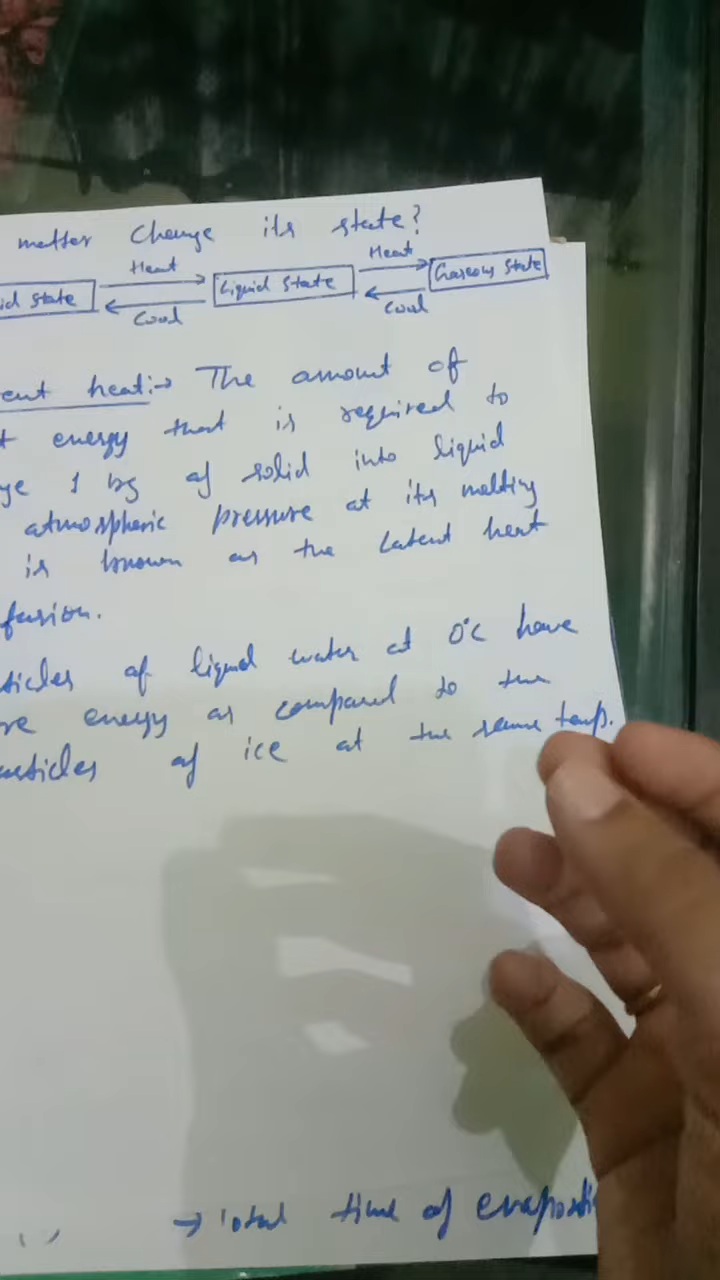 matter change its state?
Heat Heat
id state Liquid State Gaseous State
Cool Cool
ent heat:→ The amount of
t energy that is required to
ge 1 kg of solid into liquid
atmospheric pressure at its melting
is known as the Latent heat
fusion.
ticles of liquid water at 0°C have
re energy as compared to the
articles of ice at the same temp.
→ Total time of evaporati